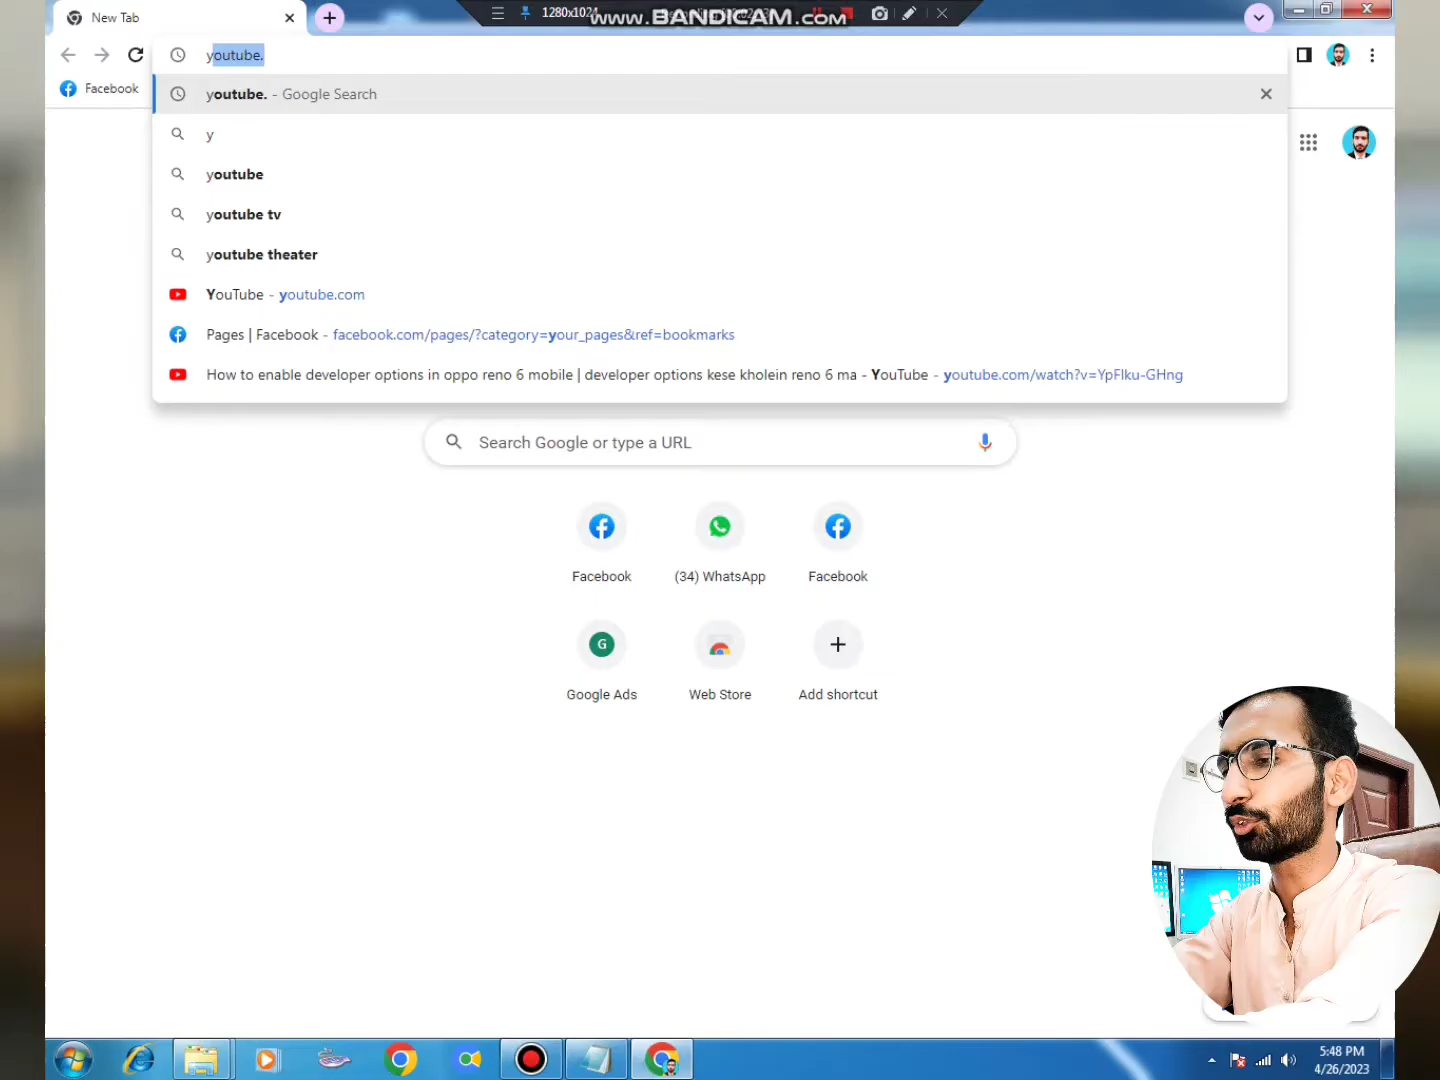 New Tab
1280x1024
www.BANDICAM.com
youtube.
Facebook
youtube. - Google Search
y
youtube
youtube tv
youtube theater
YouTube - youtube.com
Pages | Facebook - facebook.com/pages/?category=your_pages&ref=bookmarks
How to enable developer options in oppo reno 6 mobile | developer options kese kholein reno 6 ma - YouTube - youtube.com/watch?v=YpFlku-GHng
Search Google or type a URL
Facebook
(34) WhatsApp
Facebook
G
Google Ads
Web Store
Add shortcut
5:48 PM
4/26/2023